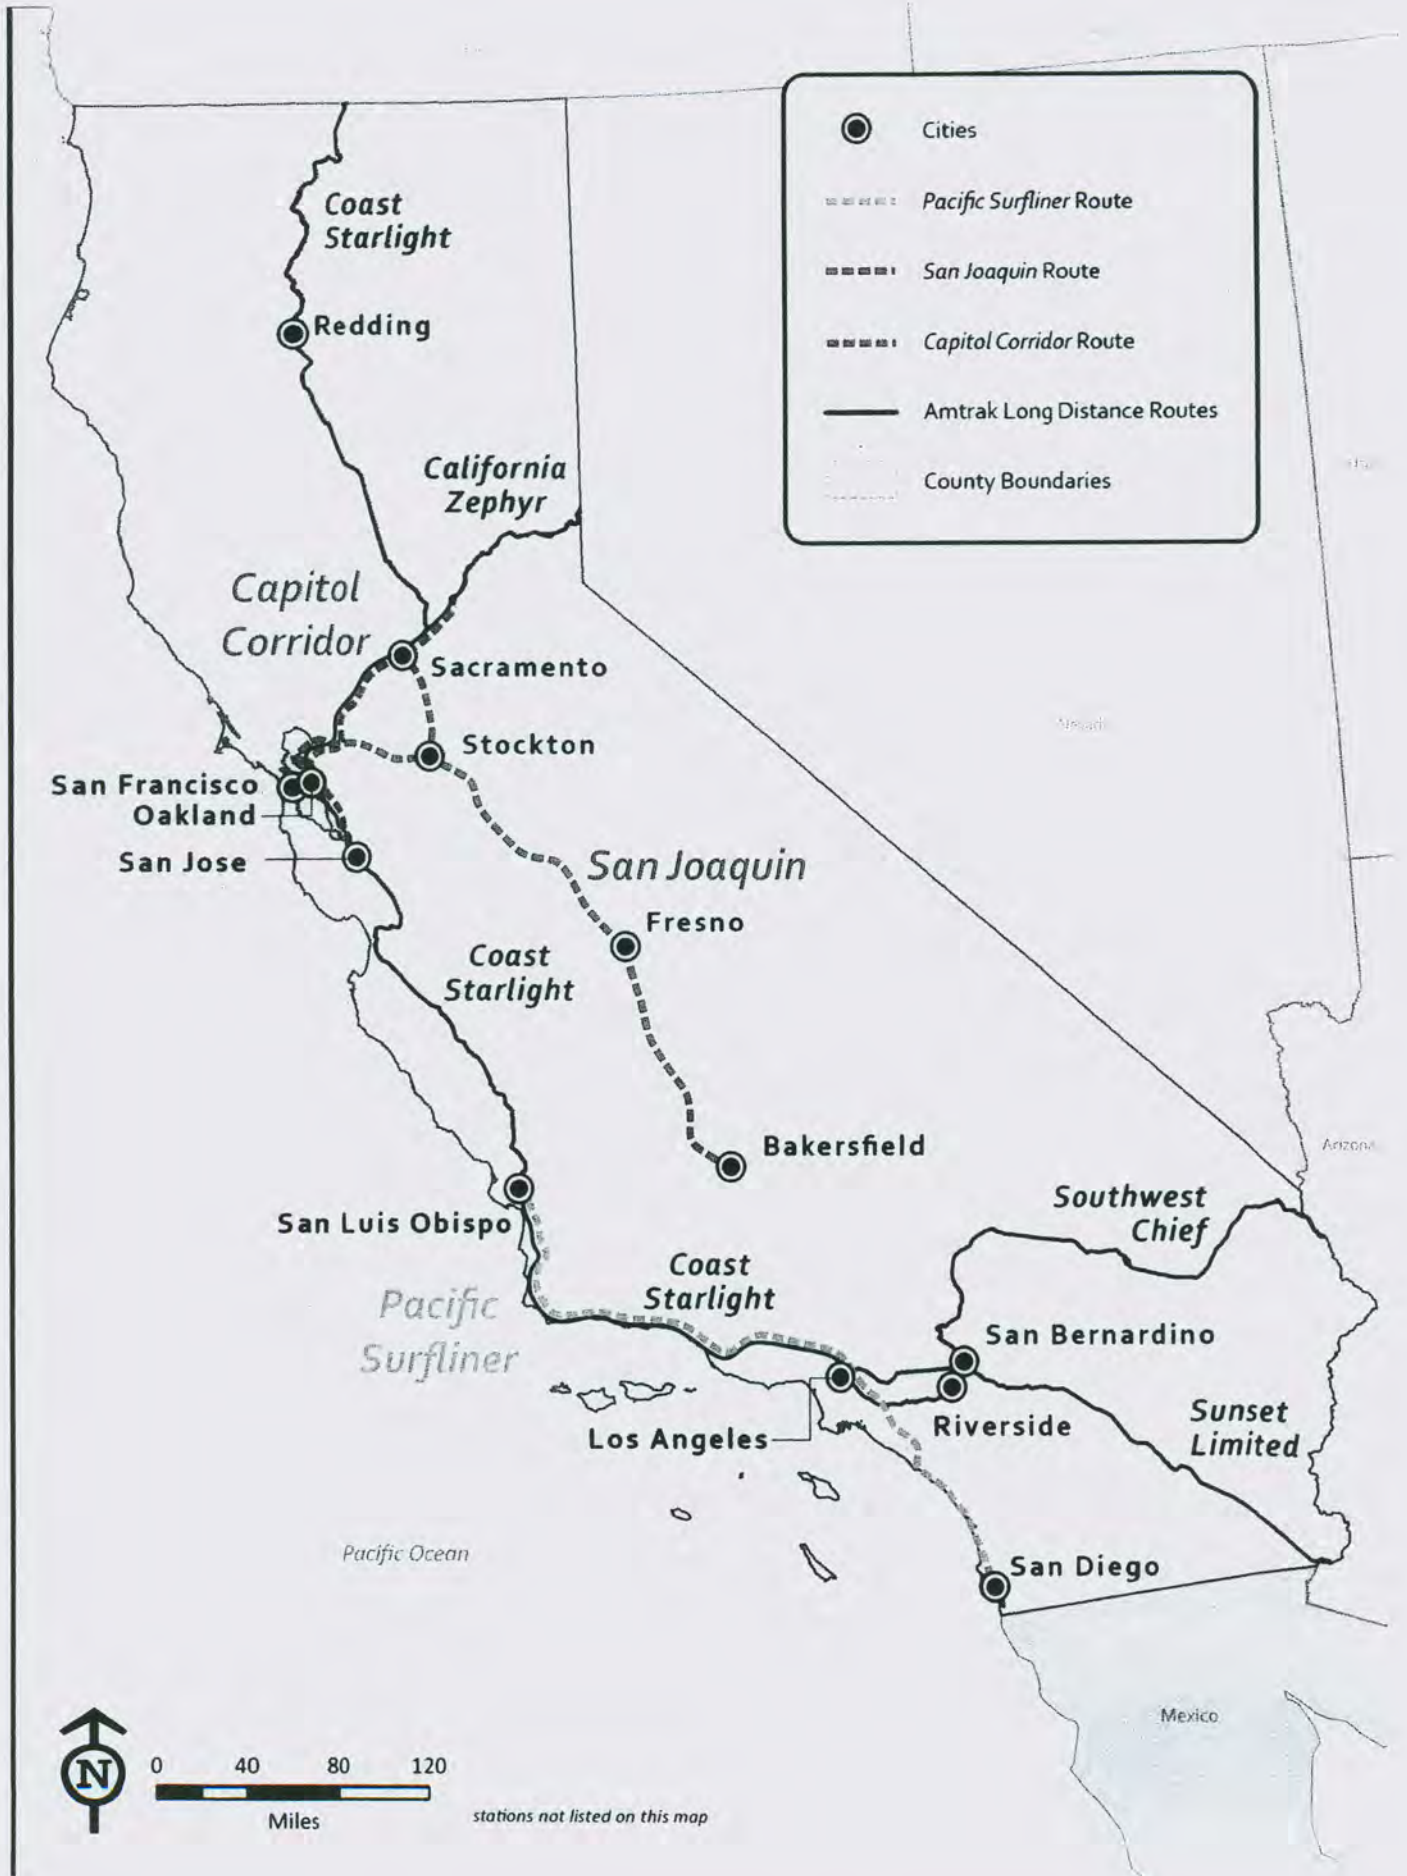 Cities
Pacific Surfliner Route
San Joaquin Route
Capitol Corridor Route
Amtrak Long Distance Routes
County Boundaries
Coast
Starlight
Redding
California
Zephyr
Capitol
Corridor
Sacramento
Stockton
Nevada
San Francisco
Oakland
San Jose
San Joaquin
Fresno
Coast
Starlight
Bakersfield
Arizona
Southwest
Chief
San Luis Obispo
Coast
Starlight
Pacific
Surfliner
San Bernardino
Riverside
Sunset
Limited
Los Angeles
Pacific Ocean
San Diego
Mexico
N
0 40 80 120
Miles
stations not listed on this map